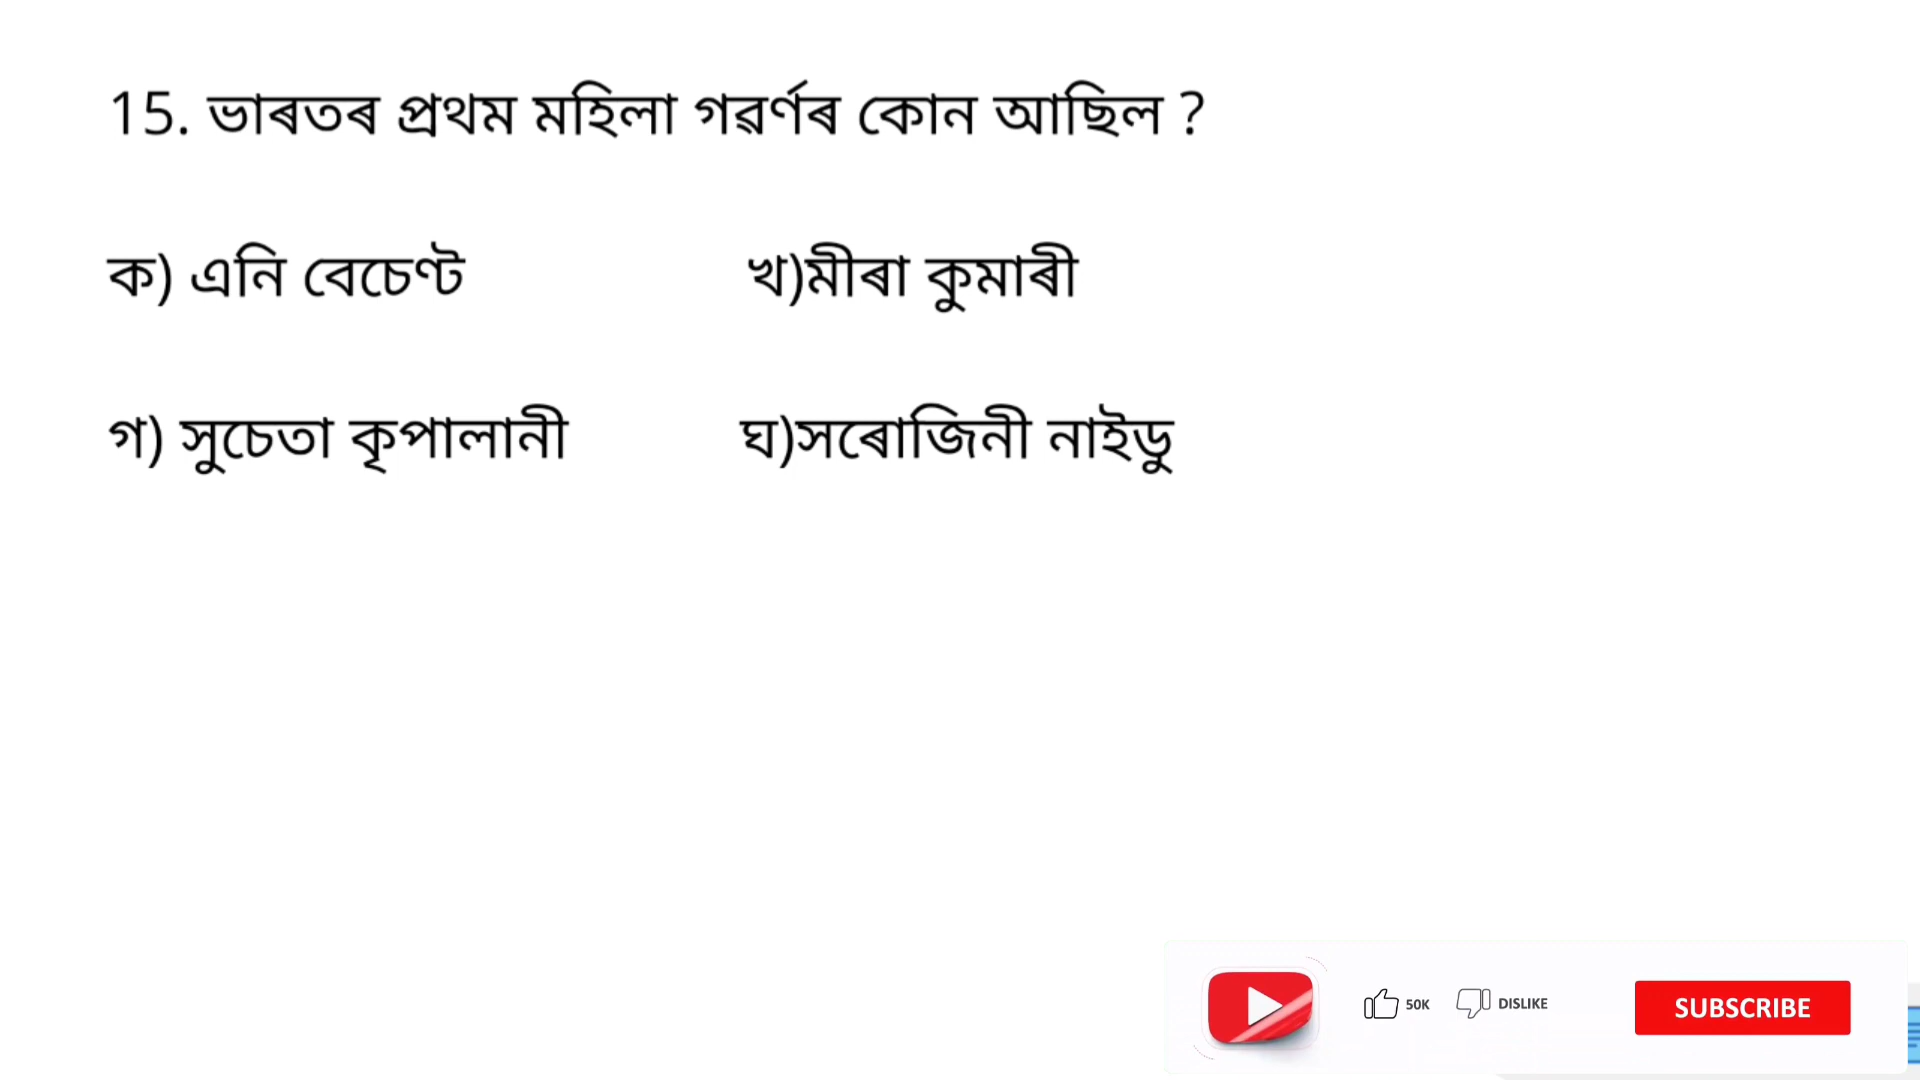 15. ভাৰতৰ প্ৰথম মহিলা গৱৰ্ণৰ কোন আছিল ?
ক) এনি বেচেণ্ট খ)মীৰা কুমাৰী
গ) সুচেতা কৃপালানী ঘ)সৰোজিনী নাইডু
50K DISLIKE SUBSCRIBE